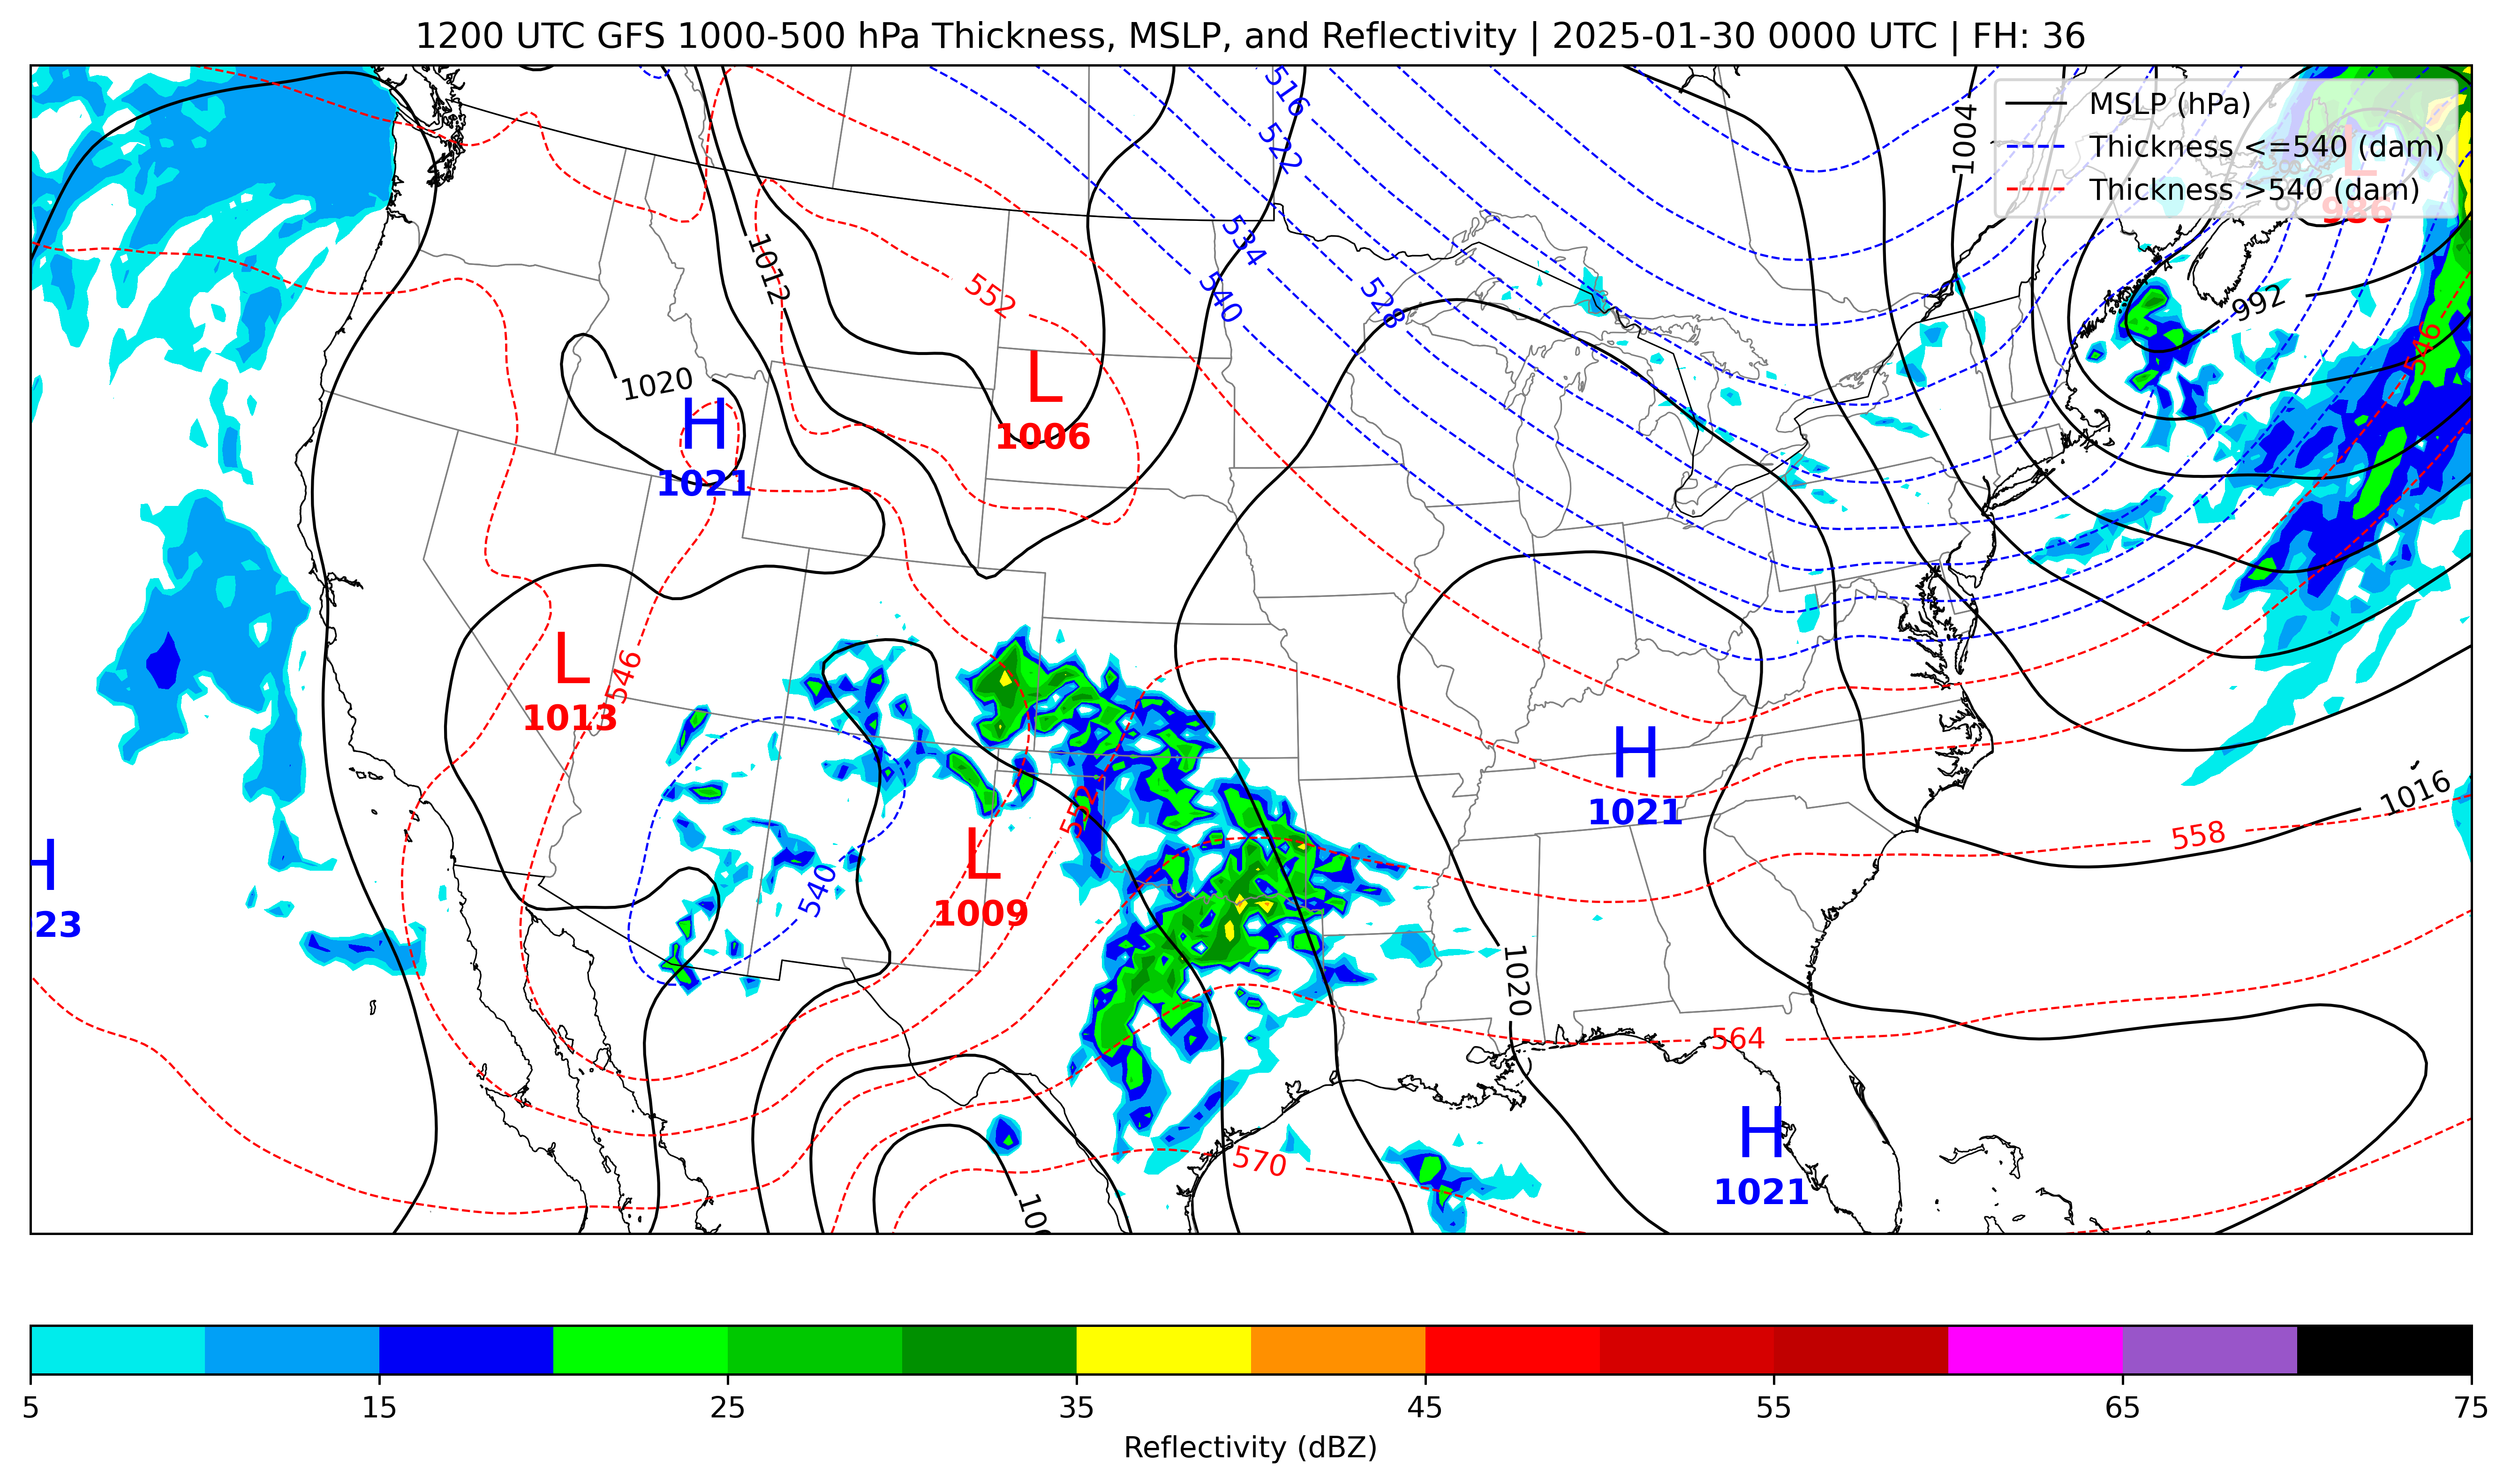 1200 UTC GFS 1000-500 hPa Thickness, MSLP, and Reflectivity | 2025-01-30 0000 UTC | FH: 36
MSLP (hPa)
Thickness <=540 (dam)
Thickness >540 (dam)
516
1004
522
L
986
534
1012
552
540
528
992
546
1020
L
1006
H
1021
L
1013
546
H
1021
1016
552
558
L
1009
H
23
540
1020
564
H
1021
570
5
15
25
35
45
55
65
75
Reflectivity (dBZ)